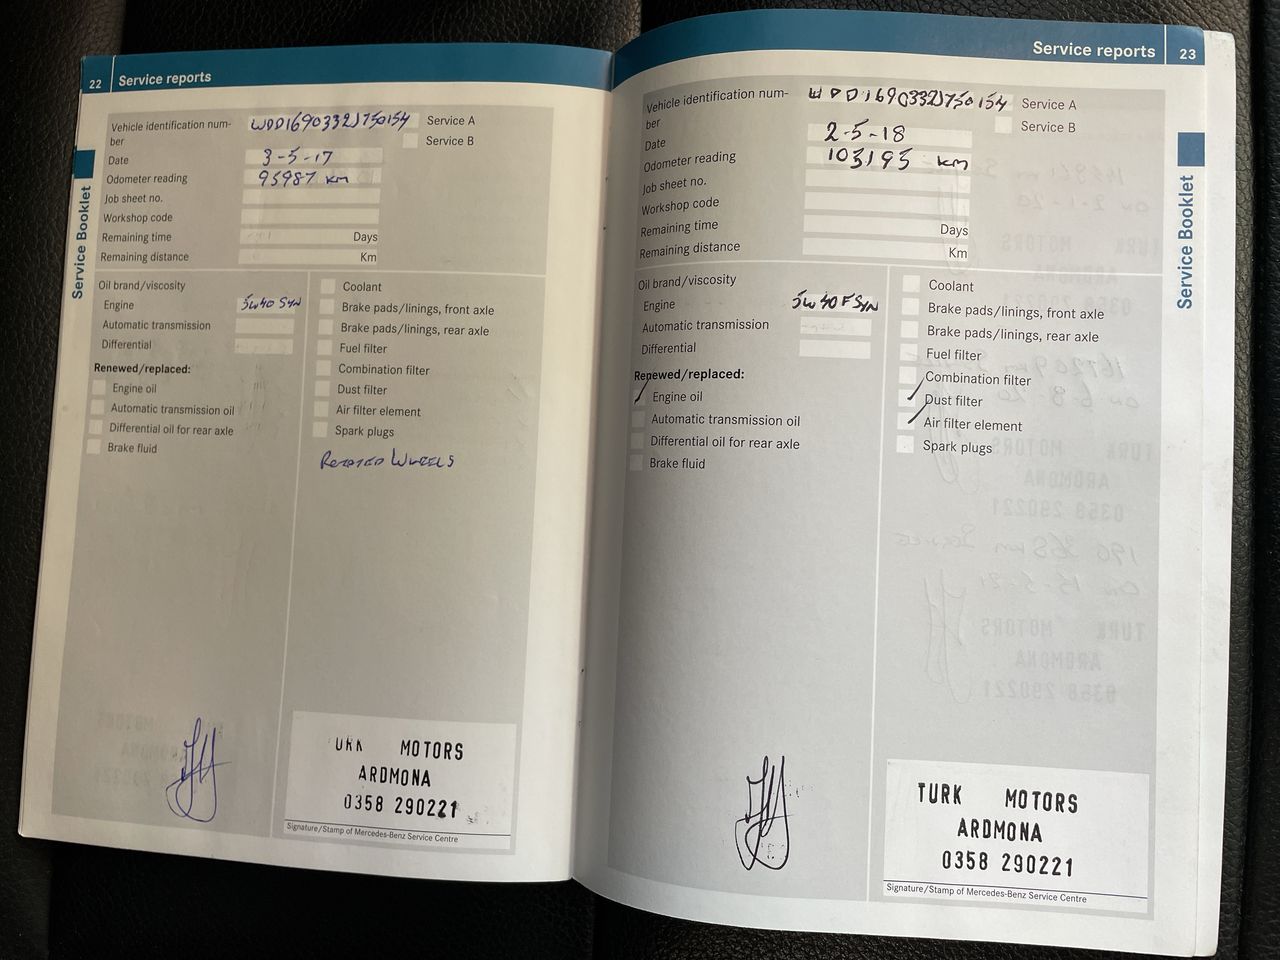 22 Service reports
Service Booklet
Vehicle identification num-
ber WDD1690332J750154
Service A
Service B
Date 3-5-17
Odometer reading 95987 km
Job sheet no.
Workshop code
Remaining time Days
Remaining distance Km
Oil brand/viscosity
Engine 5W40 SYN
Automatic transmission
Differential
Renewed/replaced:
Engine oil
Automatic transmission oil
Differential oil for rear axle
Brake fluid
Coolant
Brake pads/linings, front axle
Brake pads/linings, rear axle
Fuel filter
Combination filter
Dust filter
Air filter element
Spark plugs
ROTATED WHEELS
URK MOTORS
ARDMONA
0358 290221
Signature/Stamp of Mercedes-Benz Service Centre
Service reports 23
Service Booklet
Vehicle identification num-
ber WDD1690332J750154
Service A
Service B
Date 2-5-18
Odometer reading 103195 km
Job sheet no.
Workshop code
Remaining time Days
Remaining distance Km
Oil brand/viscosity
Engine 5W40 F SYN
Automatic transmission
Differential
Renewed/replaced:
Engine oil
Automatic transmission oil
Differential oil for rear axle
Brake fluid
Coolant
Brake pads/linings, front axle
Brake pads/linings, rear axle
Fuel filter
Combination filter
Dust filter
Air filter element
Spark plugs
TURK MOTORS
ARDMONA
0358 290221
Signature/Stamp of Mercedes-Benz Service Centre